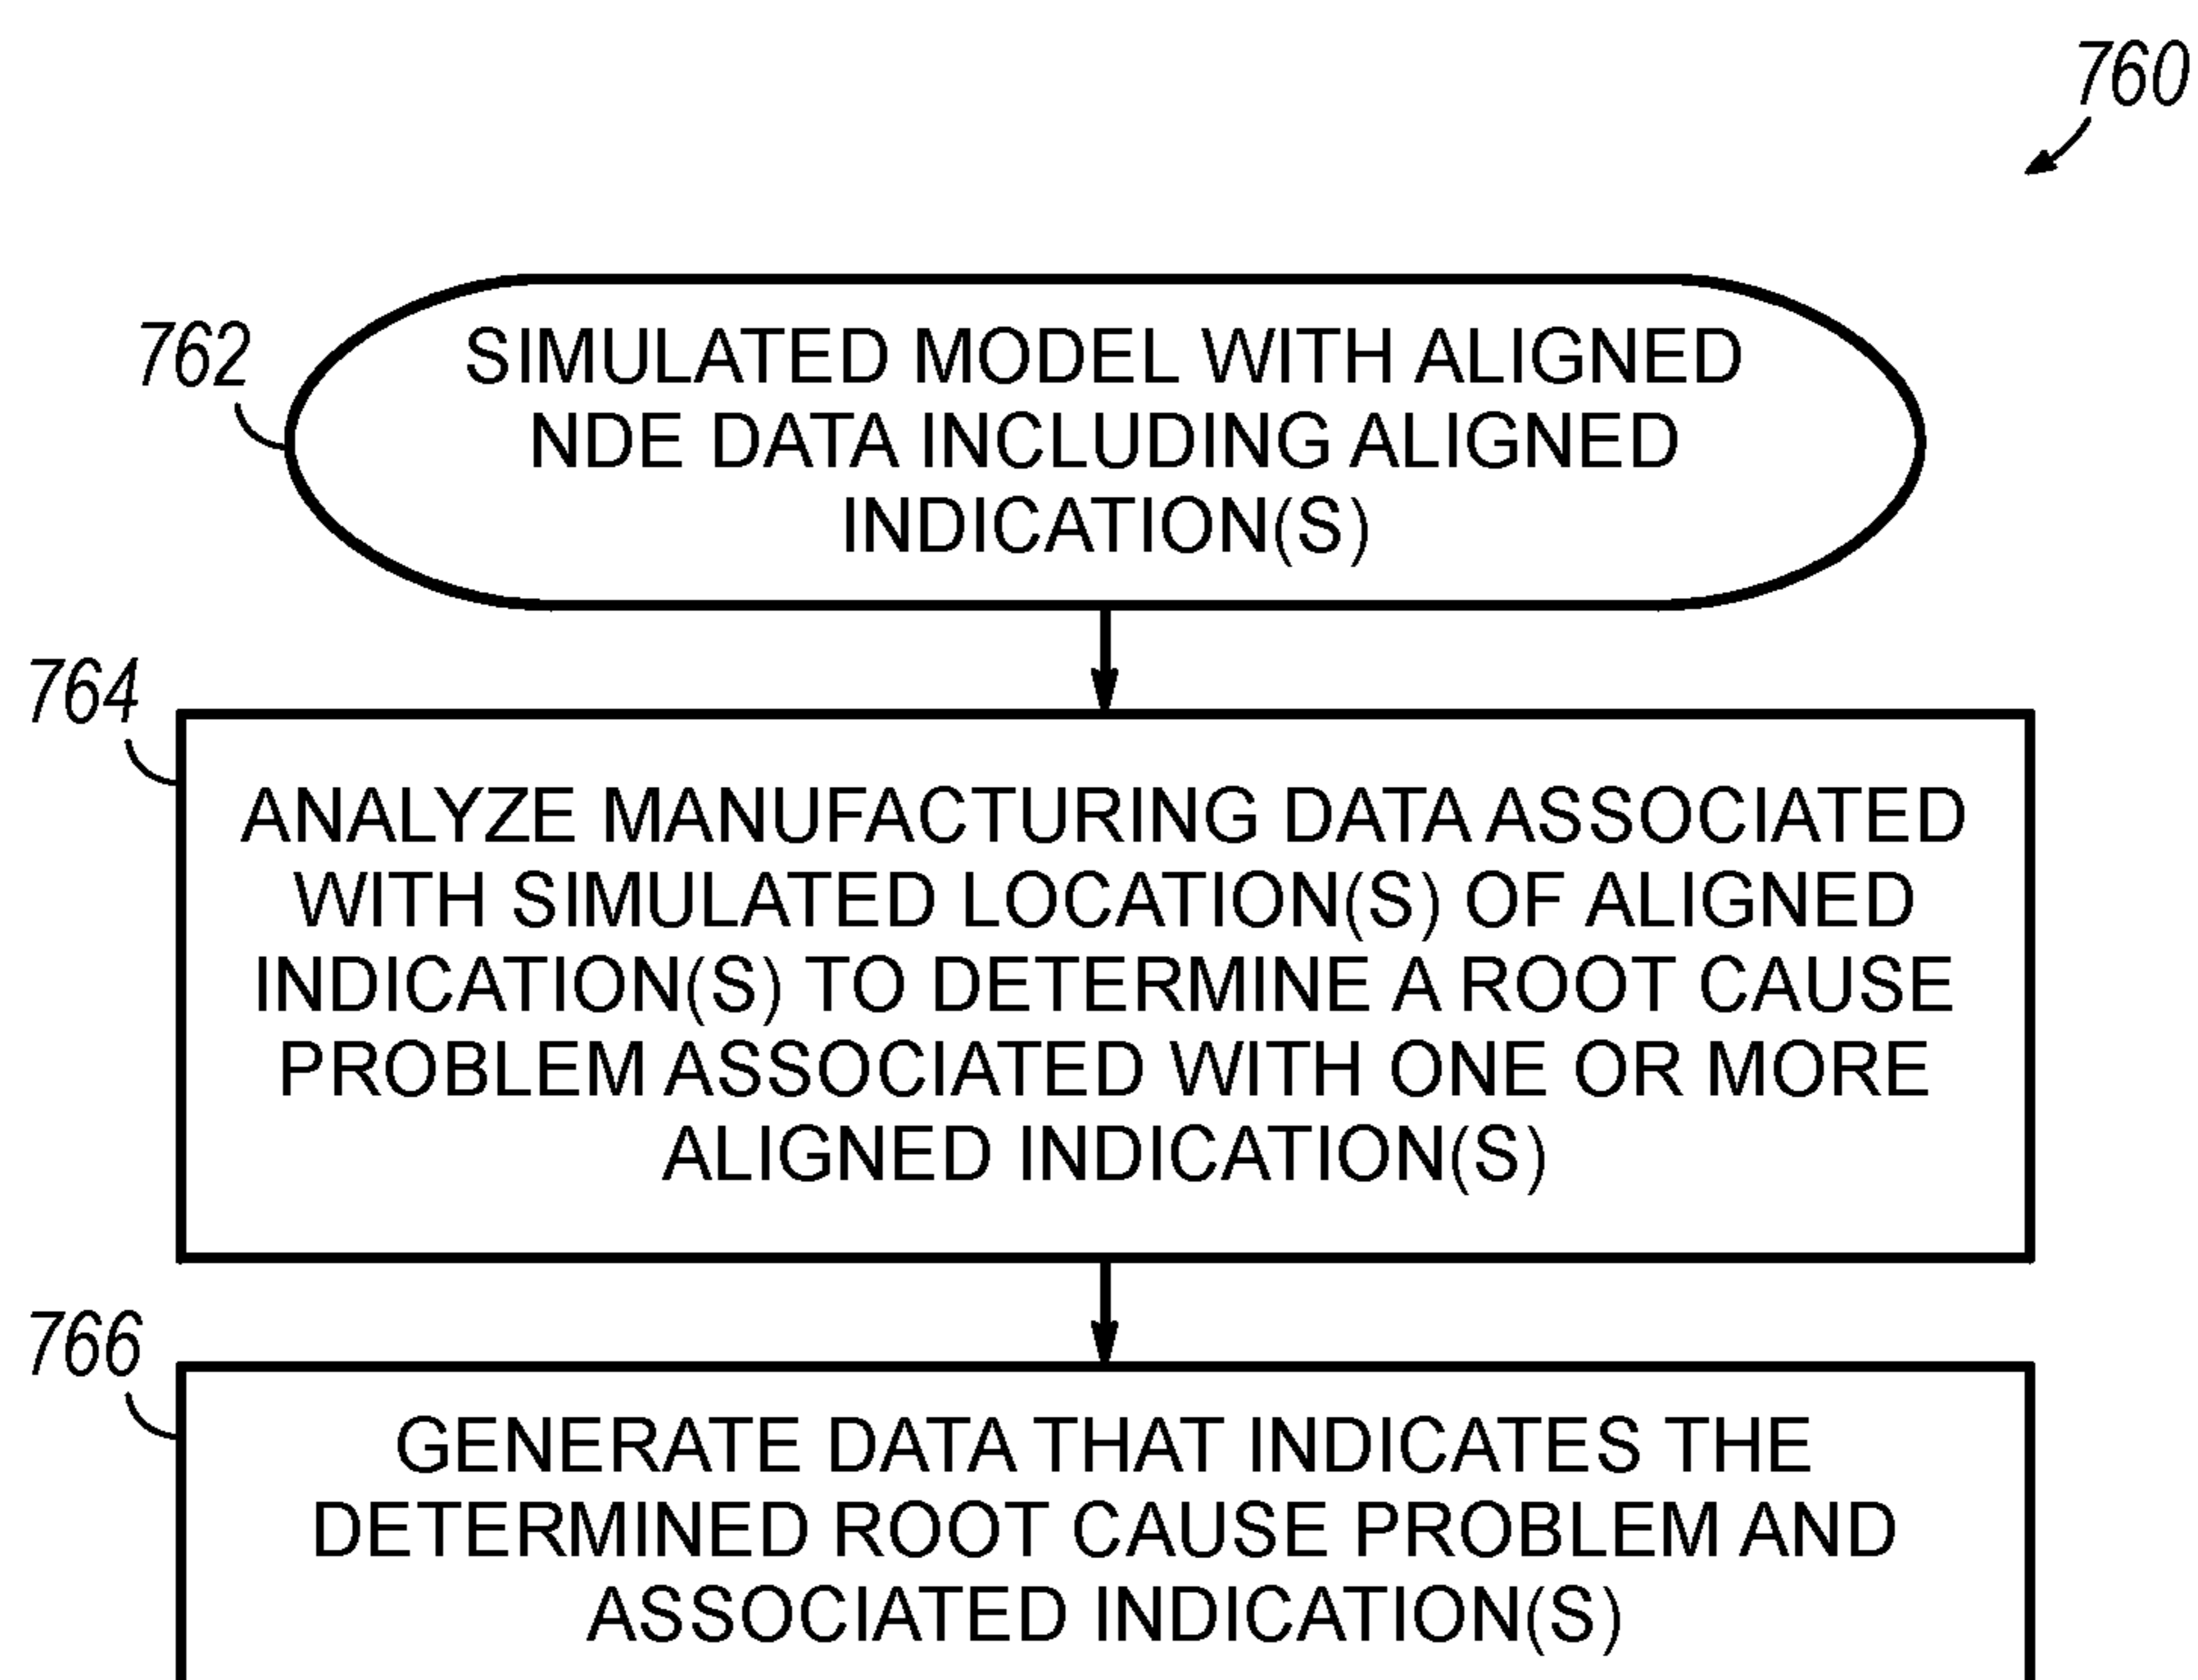 760
762
SIMULATED MODEL WITH ALIGNED
NDE DATA INCLUDING ALIGNED
INDICATION(S)
764
ANALYZE MANUFACTURING DATA ASSOCIATED
WITH SIMULATED LOCATION(S) OF ALIGNED
INDICATION(S) TO DETERMINE A ROOT CAUSE
PROBLEM ASSOCIATED WITH ONE OR MORE
ALIGNED INDICATION(S)
766
GENERATE DATA THAT INDICATES THE
DETERMINED ROOT CAUSE PROBLEM AND
ASSOCIATED INDICATION(S)